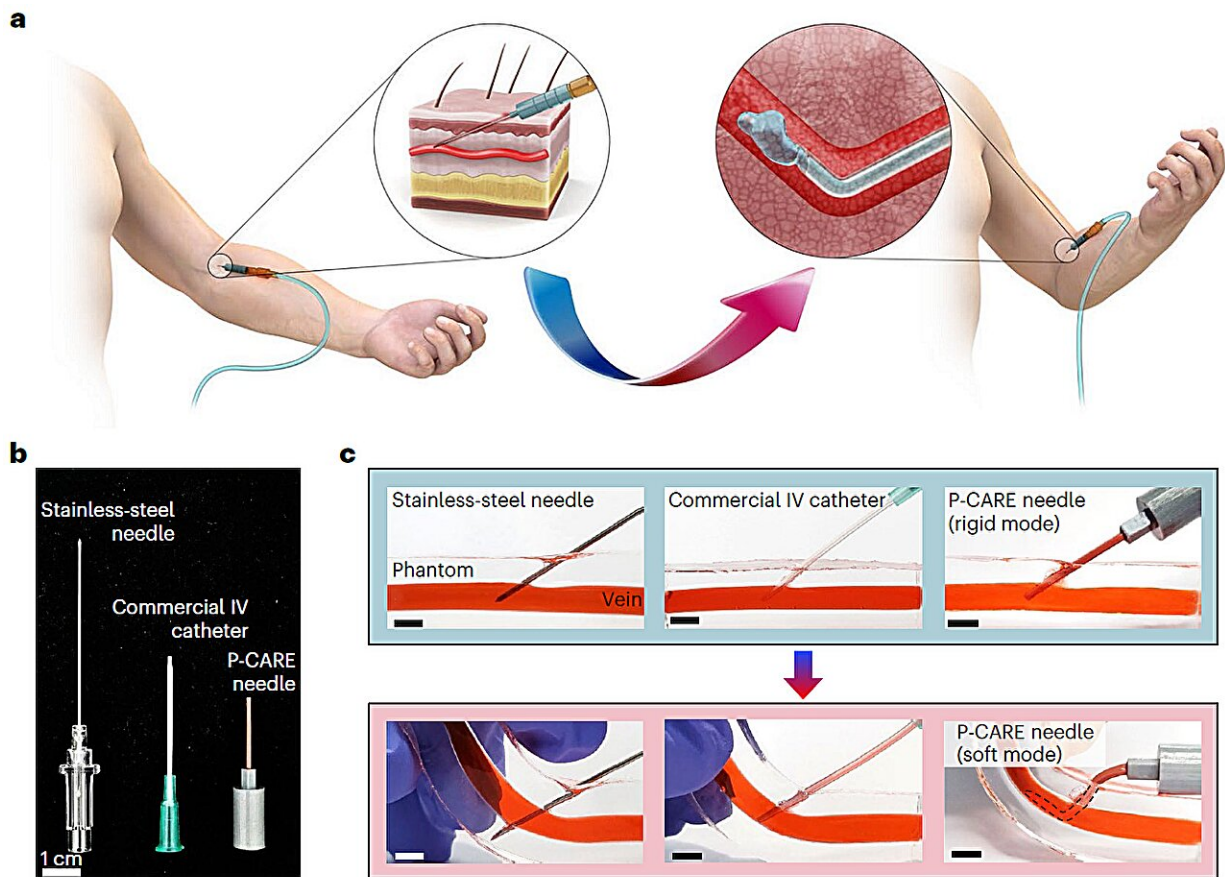 a
b
Stainless-steel
needle
Commercial IV
catheter
P-CARE
needle
1 cm
c
Stainless-steel needle
Phantom
Vein
Commercial IV catheter
P-CARE needle
(rigid mode)
P-CARE needle
(soft mode)